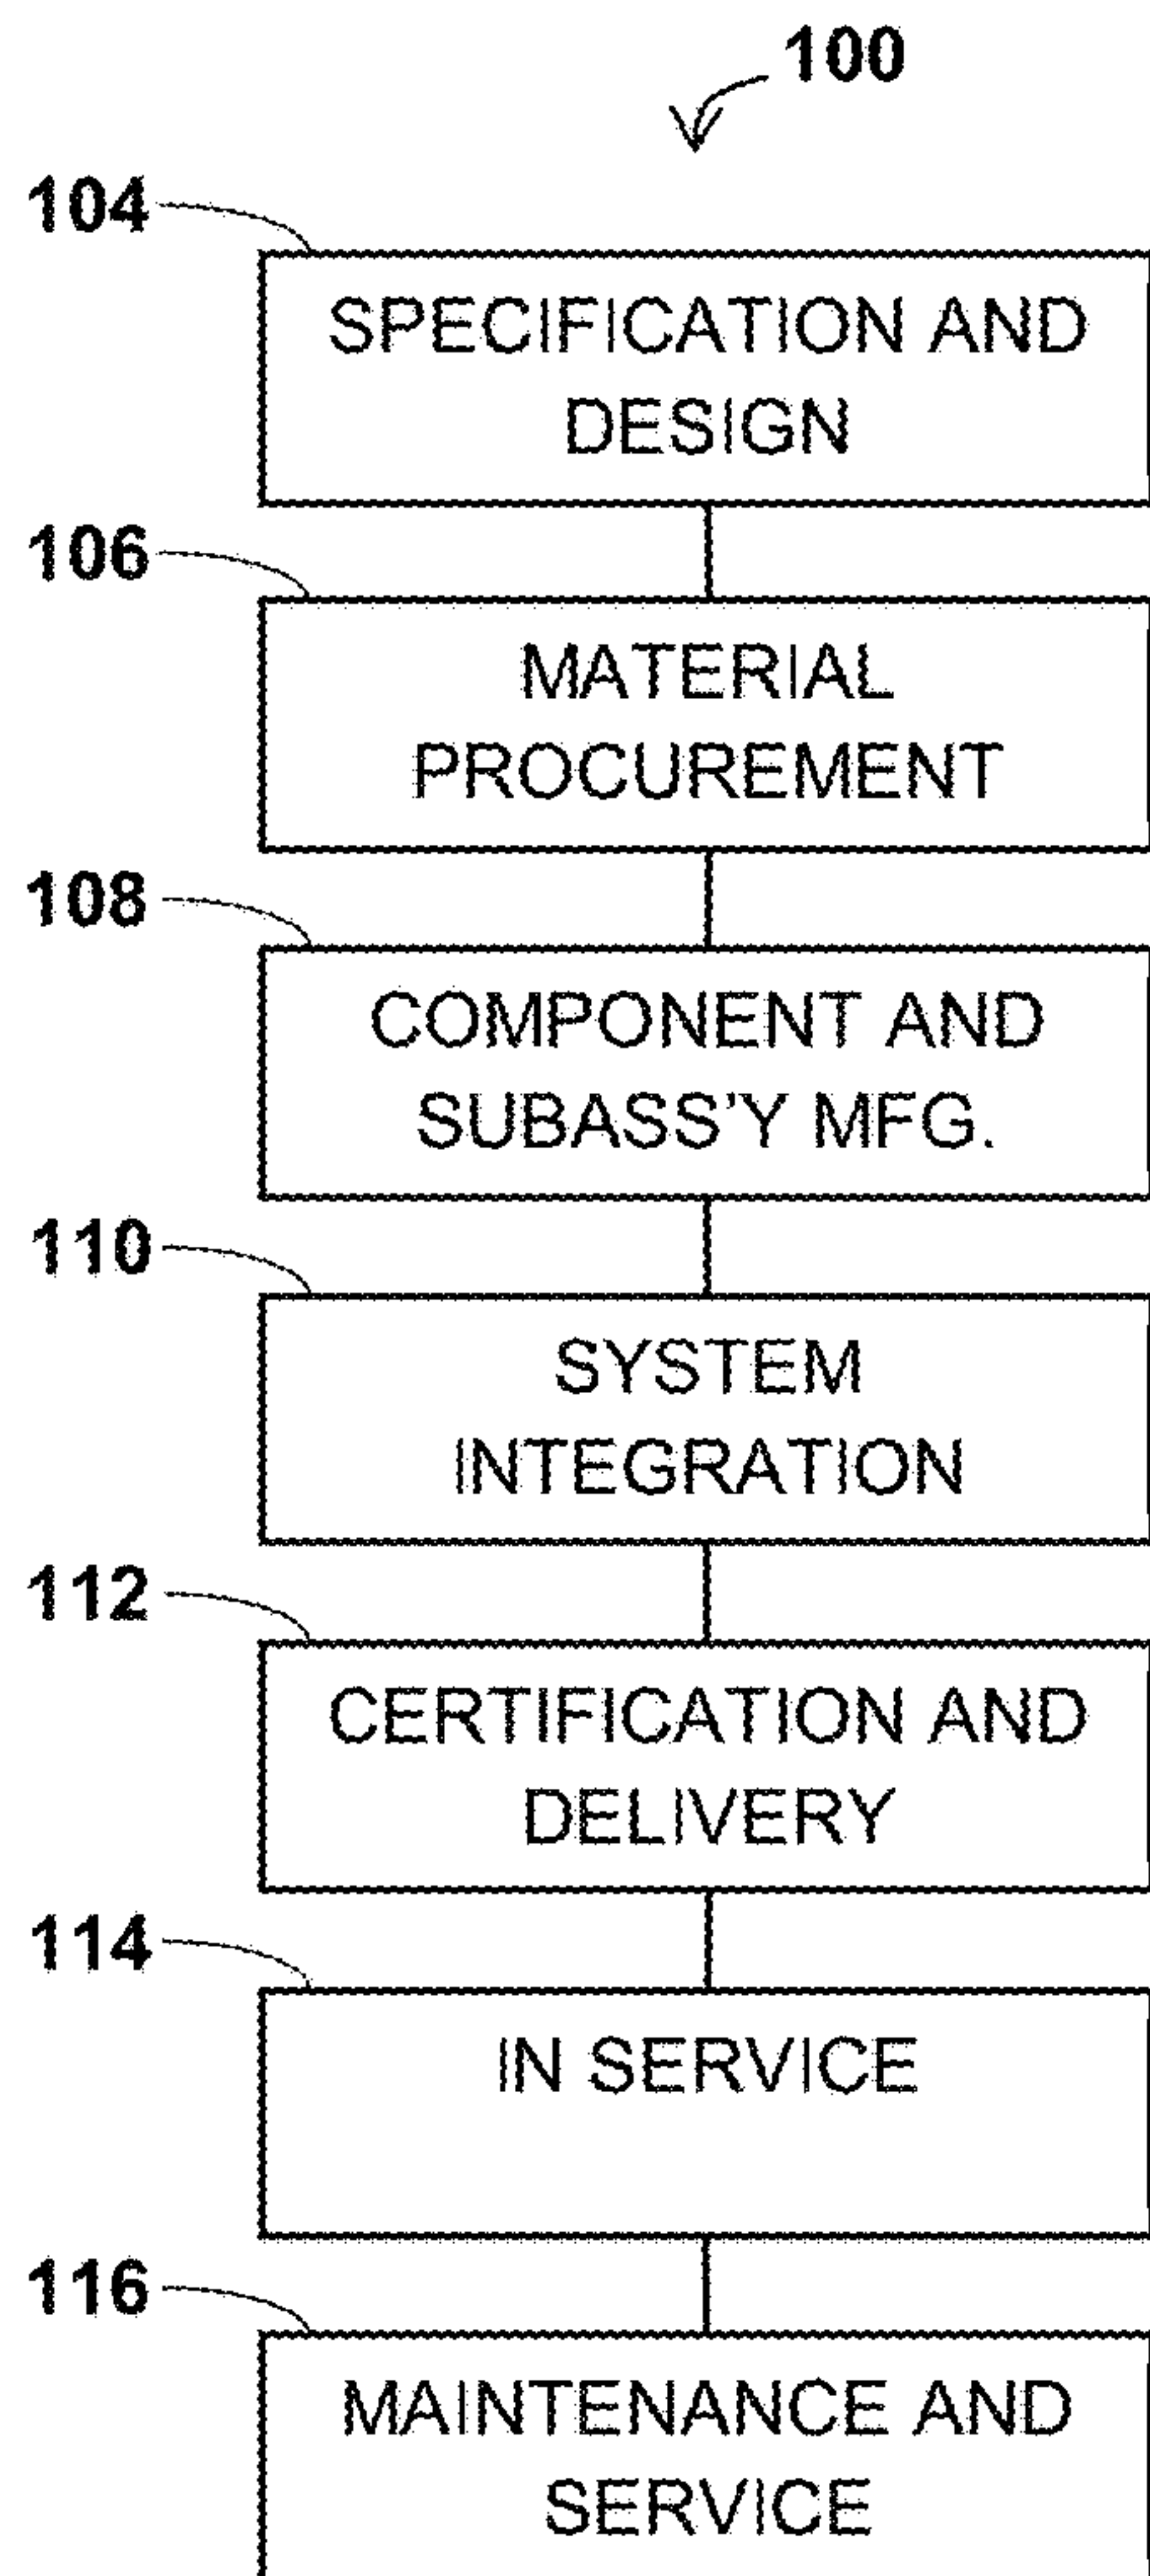 100
104
SPECIFICATION AND
DESIGN
106
MATERIAL
PROCUREMENT
108
COMPONENT AND
SUBASS’Y MFG.
110
SYSTEM
INTEGRATION
112
CERTIFICATION AND
DELIVERY
114
IN SERVICE
116
MAINTENANCE AND
SERVICE